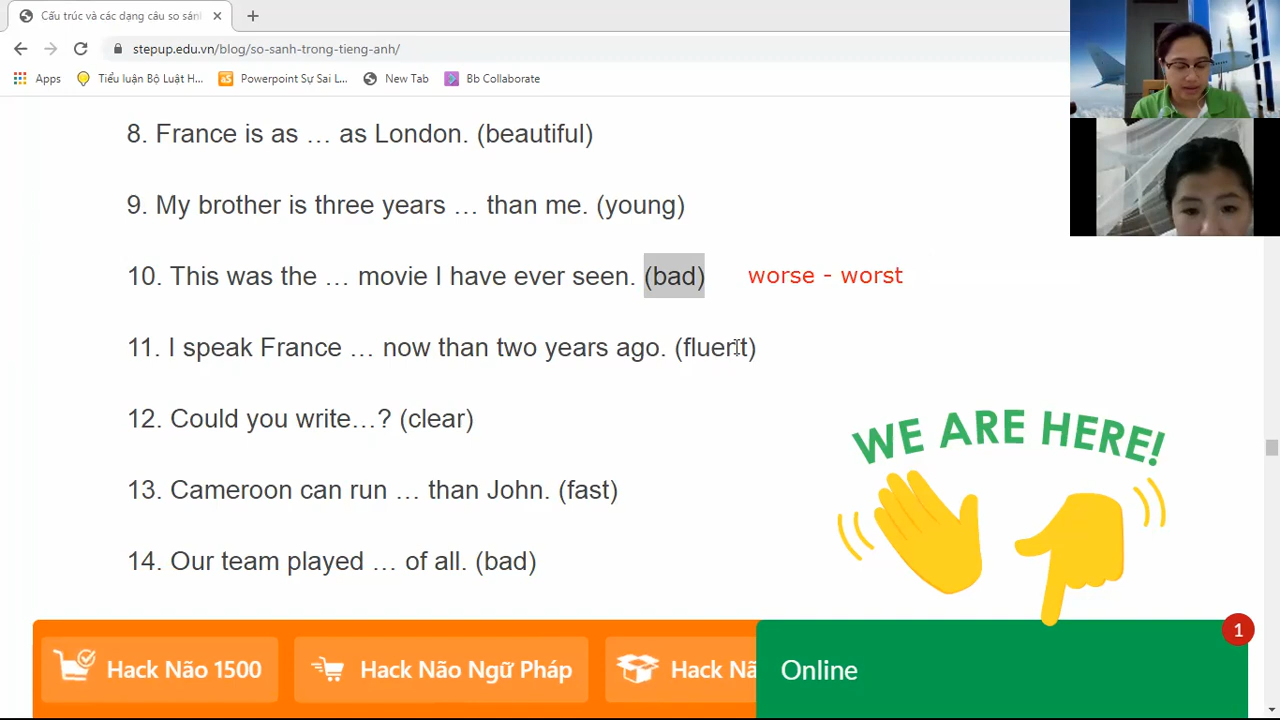 Cấu trúc và các dạng câu so sánh
stepup.edu.vn/blog/so-sanh-trong-tieng-anh/
Apps Tiểu luận Bộ Luật H... Powerpoint Sự Sai L... New Tab Bb Collaborate
8. France is as … as London. (beautiful)
9. My brother is three years … than me. (young)
10. This was the … movie I have ever seen. (bad) worse - worst
11. I speak France … now than two years ago. (fluent)
12. Could you write…? (clear)
13. Cameroon can run … than John. (fast)
14. Our team played … of all. (bad)
WE ARE HERE!
1
Hack Não 1500 Hack Não Ngữ Pháp Hack Nã Online